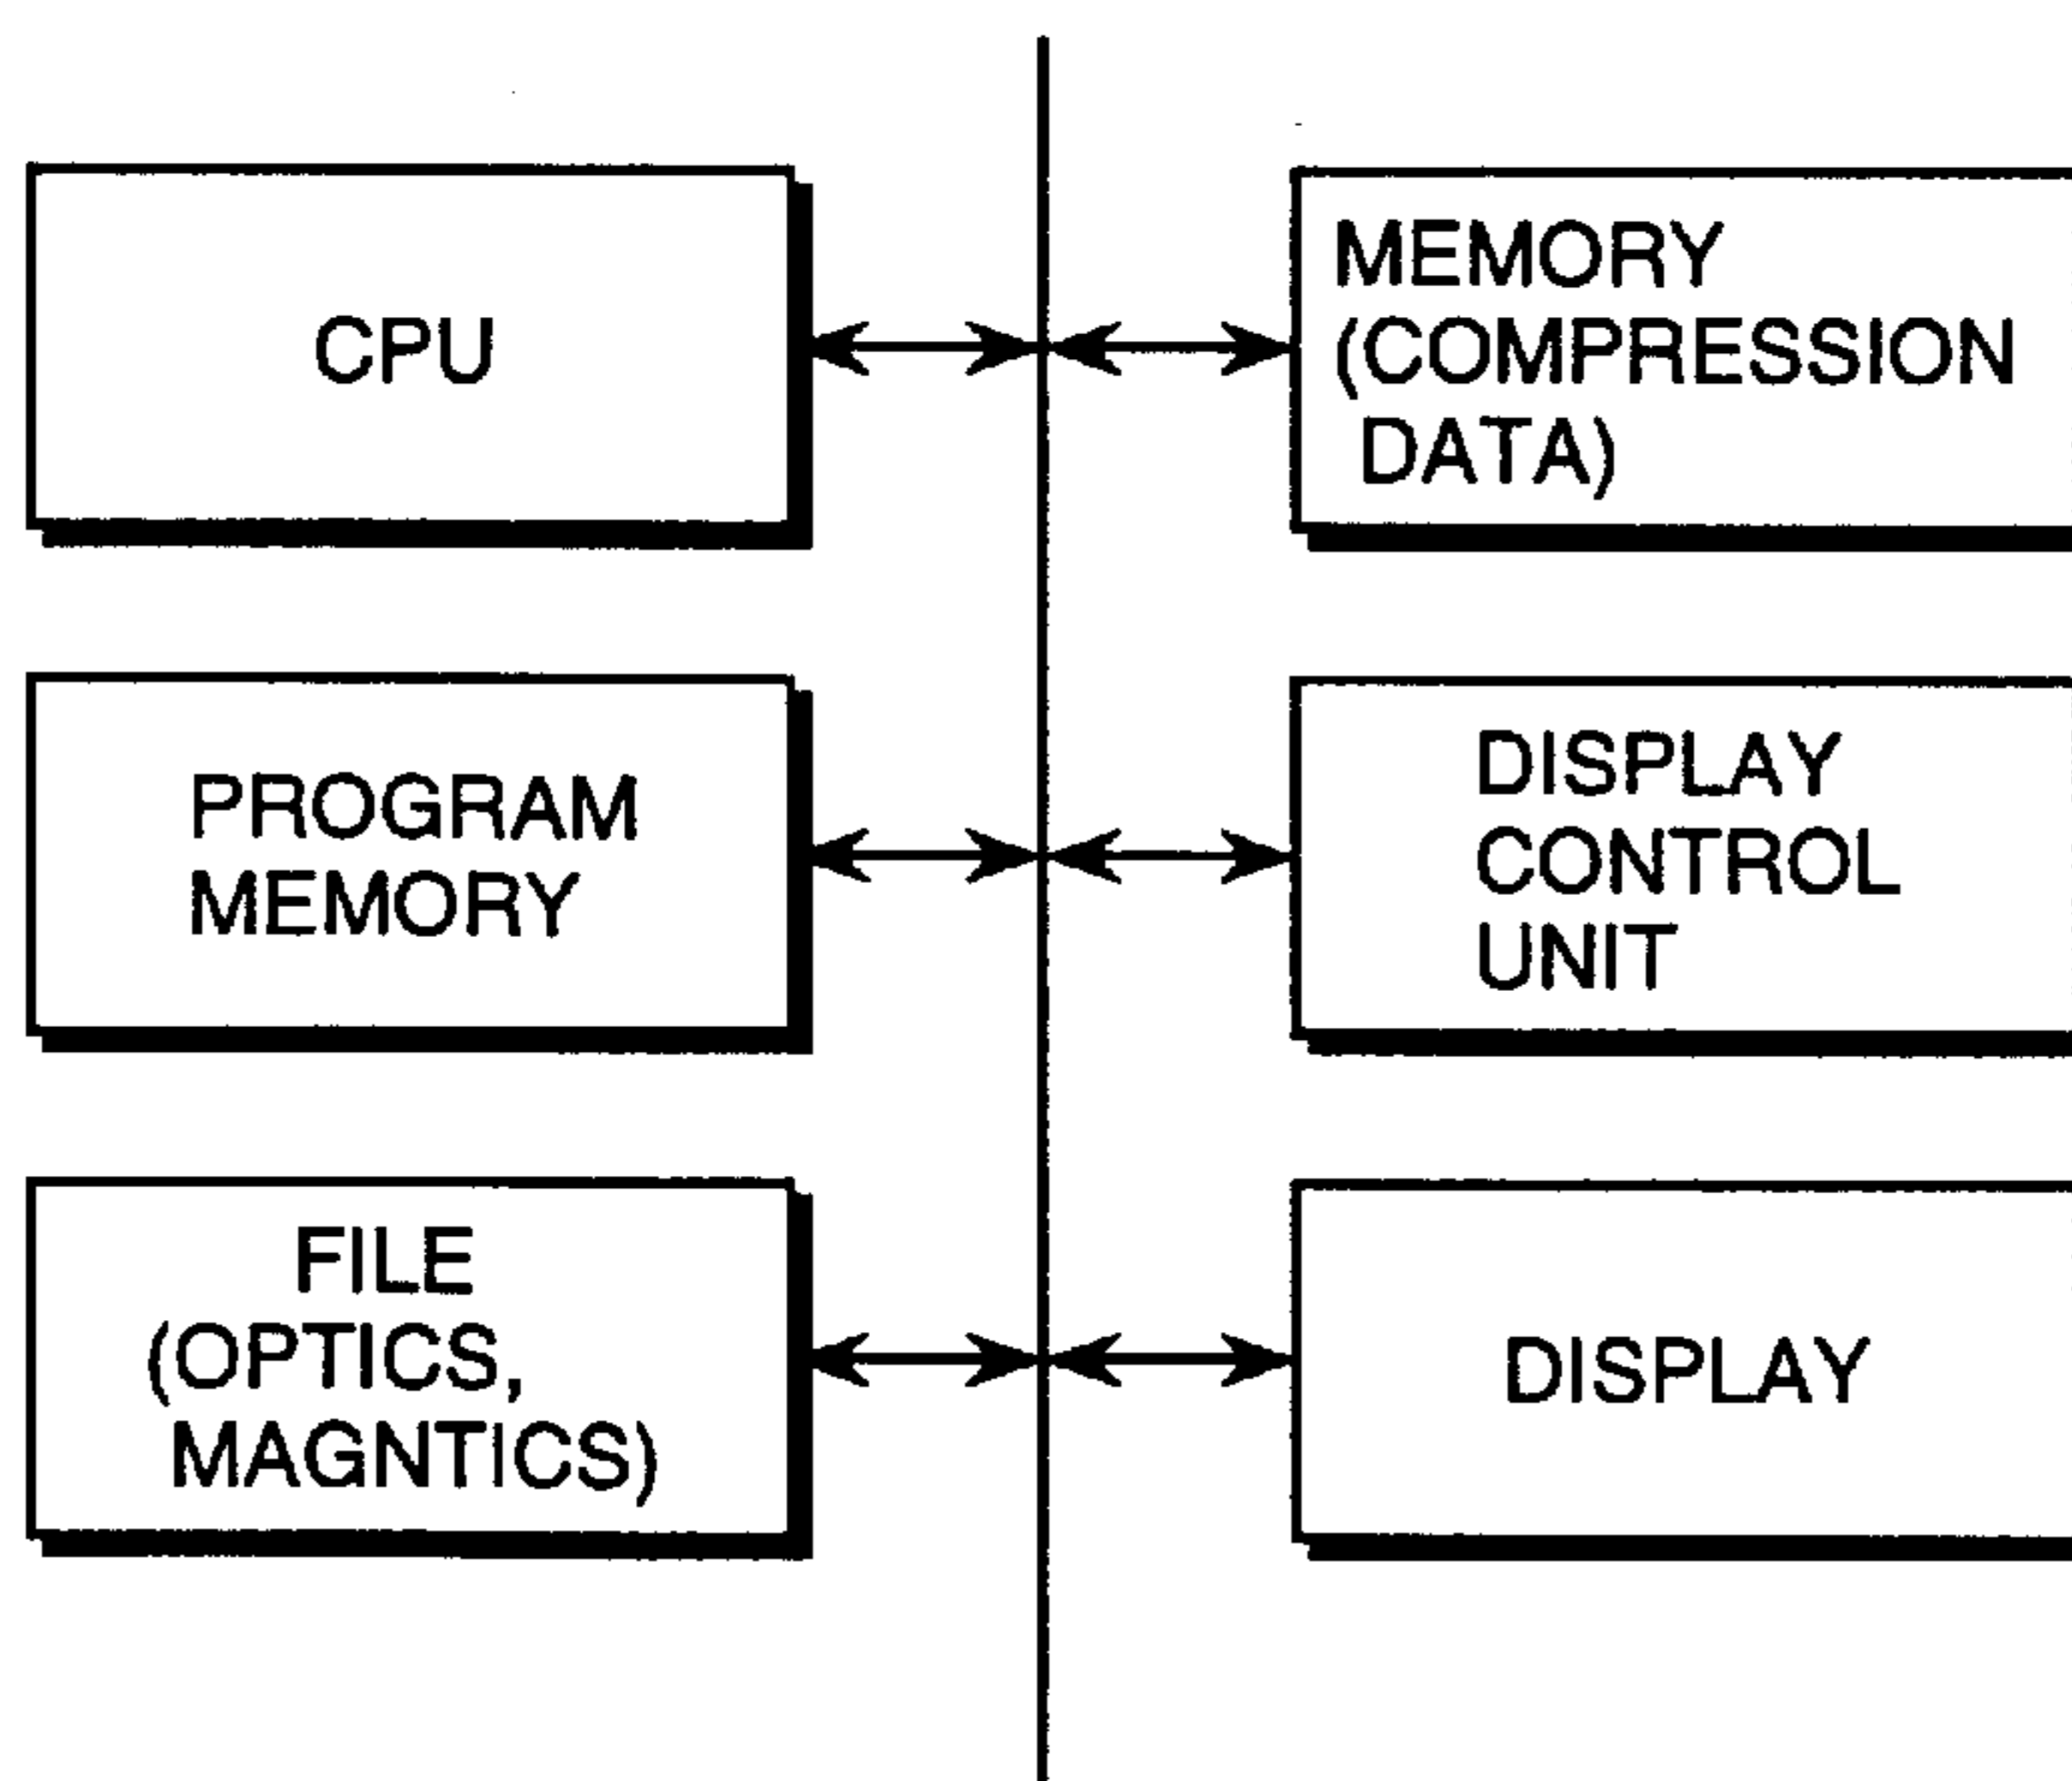 CPU
MEMORY
(COMPRESSION
DATA)
PROGRAM
MEMORY
DISPLAY
CONTROL
UNIT
FILE
(OPTICS,
MAGNTICS)
DISPLAY